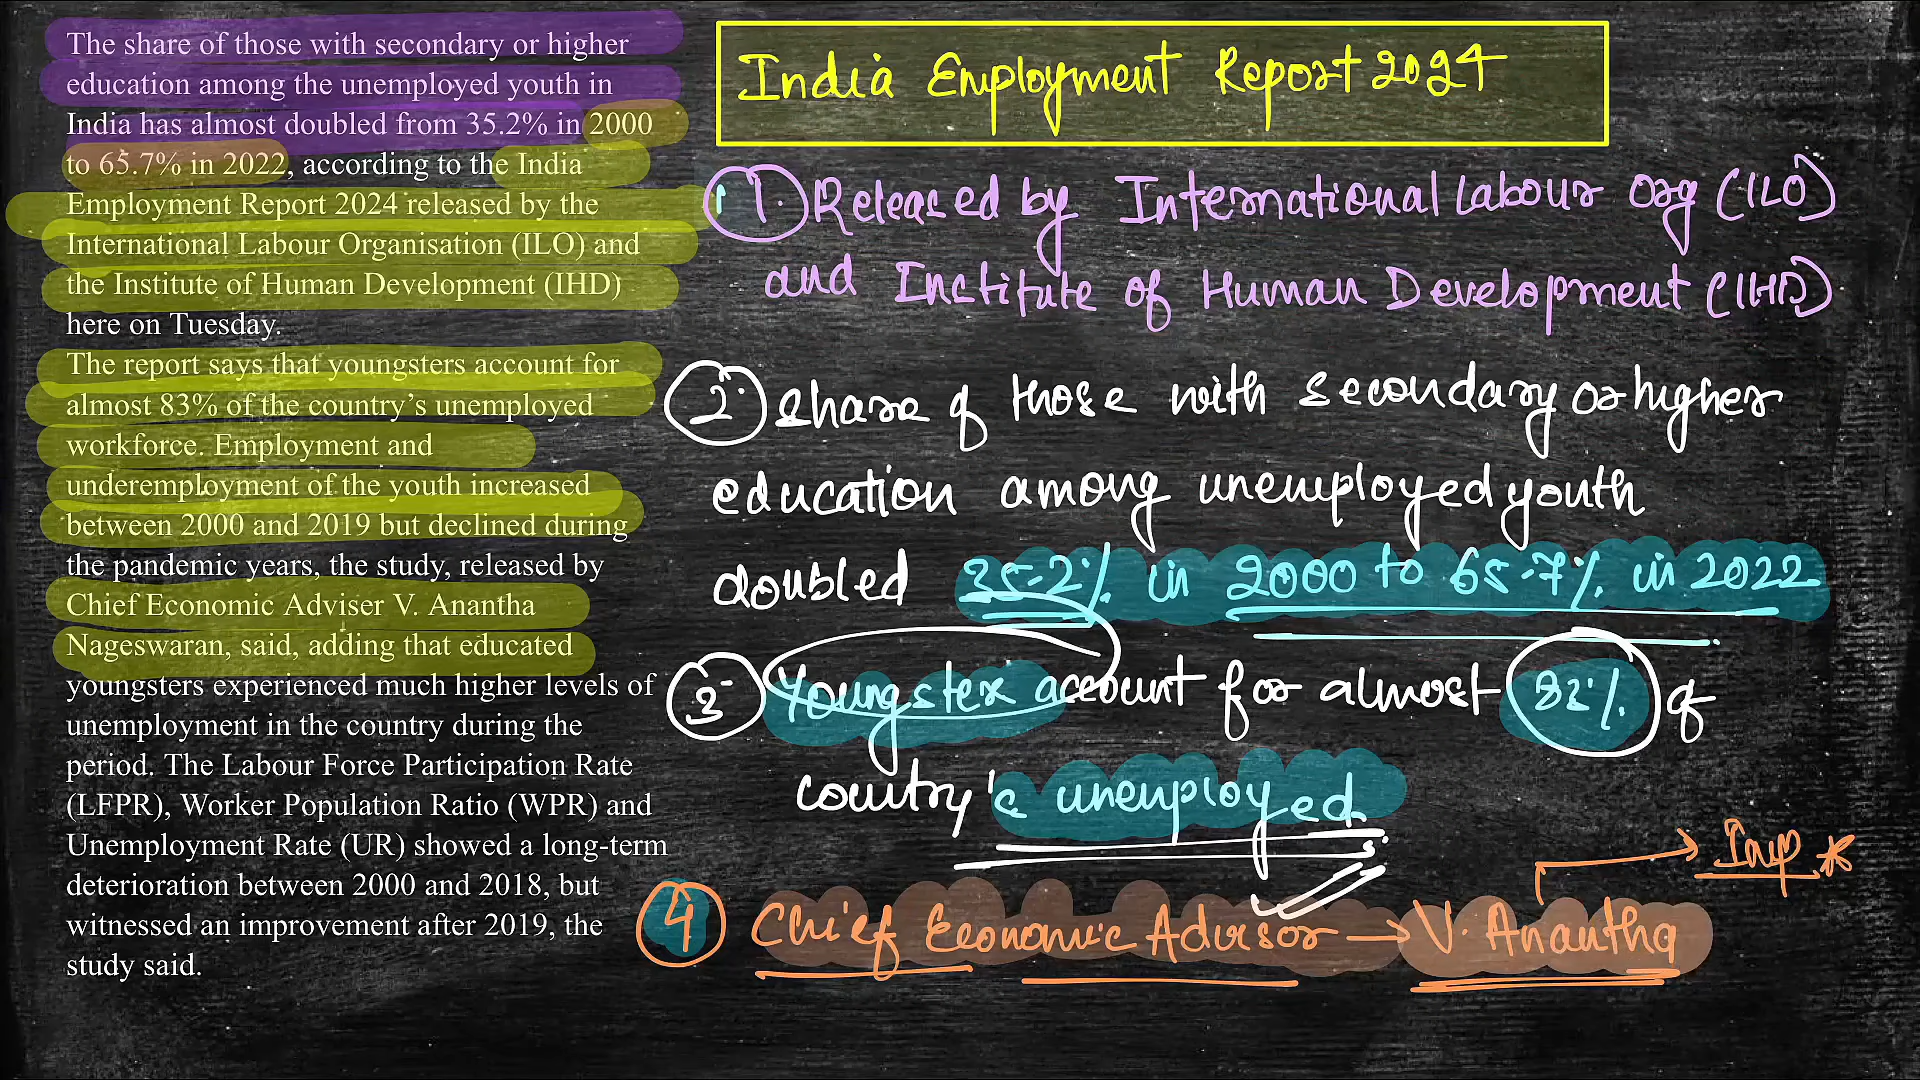 The share of those with secondary or higher
education among the unemployed youth in
India has almost doubled from 35.2% in 2000
to 65.7% in 2022, according to the India
Employment Report 2024 released by the
International Labour Organisation (ILO) and
the Institute of Human Development (IHD)
here on Tuesday.
The report says that youngsters account for
almost 83% of the country’s unemployed
workforce. Employment and
underemployment of the youth increased
between 2000 and 2019 but declined during
the pandemic years, the study, released by
Chief Economic Adviser V. Anantha
Nageswaran, said, adding that educated
youngsters experienced much higher levels of
unemployment in the country during the
period. The Labour Force Participation Rate
(LFPR), Worker Population Ratio (WPR) and
Unemployment Rate (UR) showed a long-term
deterioration between 2000 and 2018, but
witnessed an improvement after 2019, the
study said.
India Employment Report 2024
1. Released by International Labour Org (ILO)
and Institute of Human Development (IHD)
2. Share of those with secondary or higher
education among unemployed youth
doubled 35.2% in 2000 to 65.7% in 2022
3. Youngster account for almost 83% of
country's unemployed.
Imp *
4 Chief Economic Advisor → V. Anantha